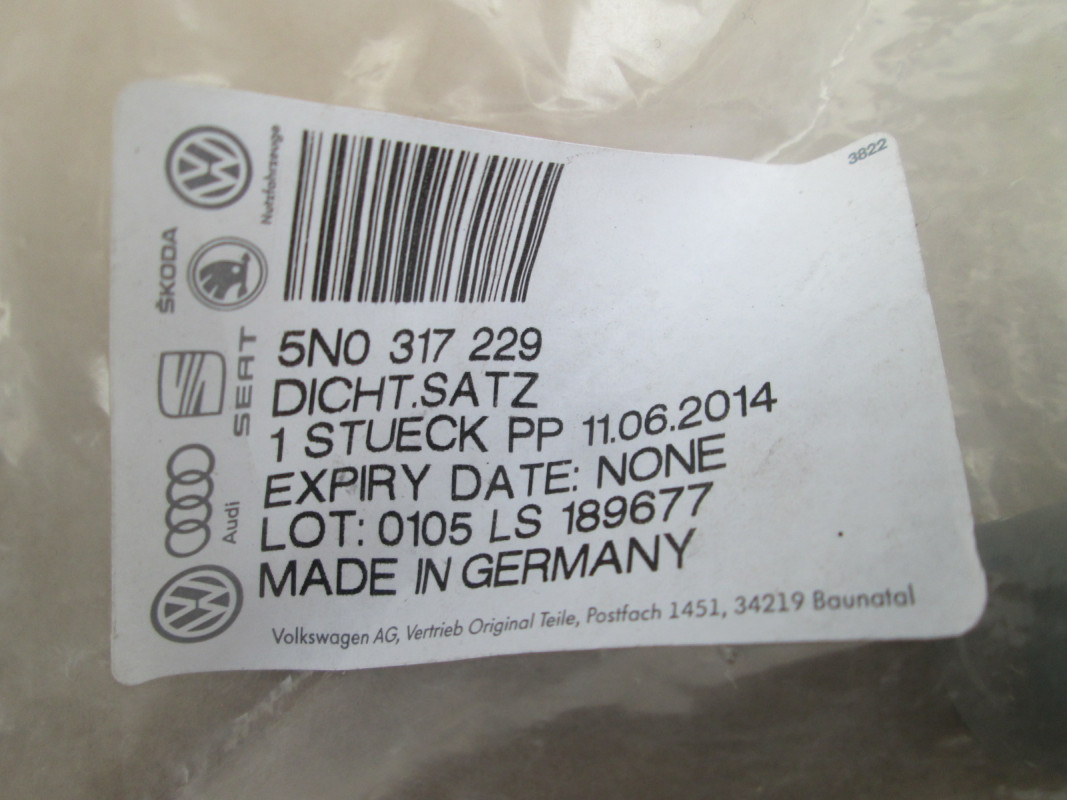 3822
Nutzfahrzeuge
ŠKODA
SEAT
Audi
5N0 317 229
DICHT.SATZ
1 STUECK PP 11.06.2014
EXPIRY DATE: NONE
LOT: 0105 LS 189677
MADE IN GERMANY
Volkswagen AG, Vertrieb Original Teile, Postfach 1451, 34219 Baunatal